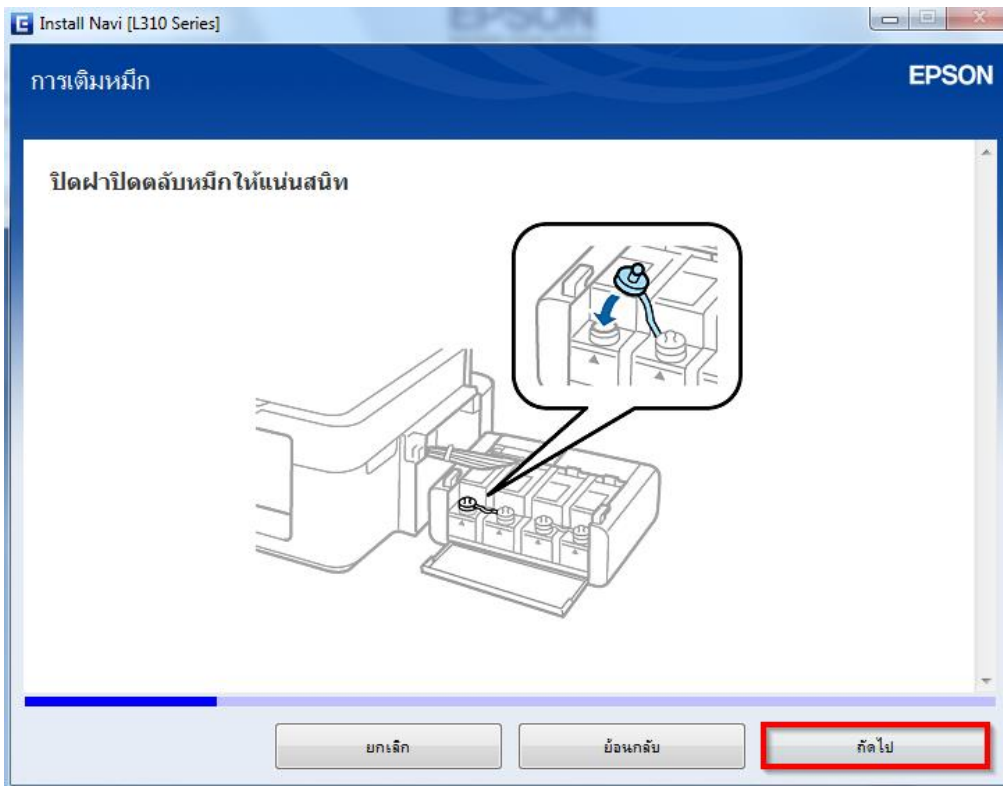 Install Navi [L310 Series]
การเติมหมึก
EPSON
ปิดฝาปิดตลับหมึกให้แน่นสนิท
ยกเลิก
ย้อนกลับ
ถัดไป